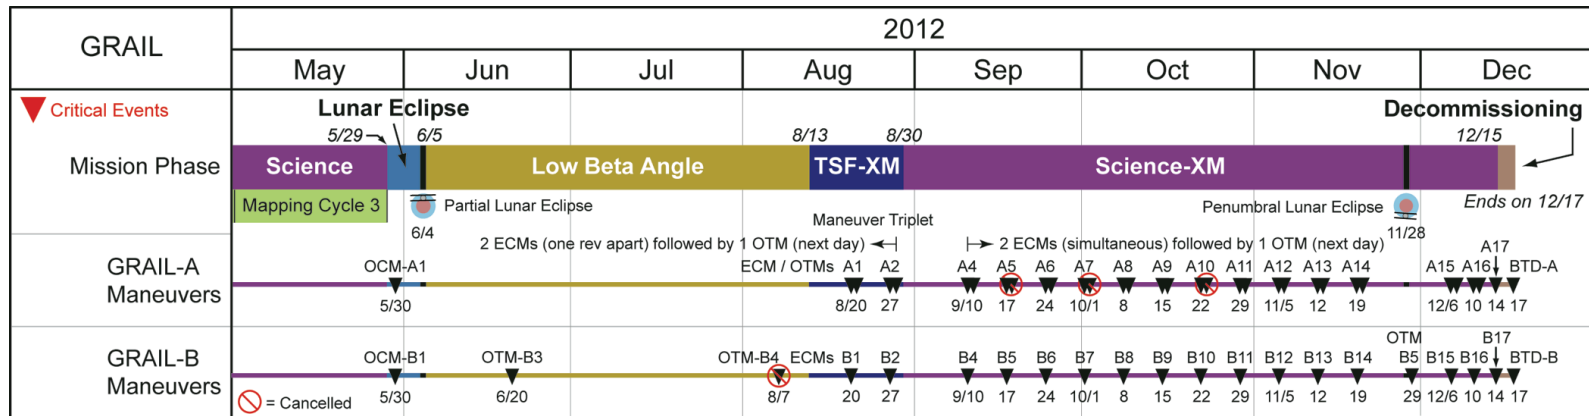 GRAIL
2012
May Jun Jul Aug Sep Oct Nov Dec
Critical Events
Lunar Eclipse
Decommissioning
5/29 6/5 8/13 8/30 12/15
Mission Phase
Science Low Beta Angle TSF-XM Science-XM
Mapping Cycle 3
Partial Lunar Eclipse
Penumbral Lunar Eclipse
Ends on 12/17
6/4
11/28
Maneuver Triplet
2 ECMs (one rev apart) followed by 1 OTM (next day)
2 ECMs (simultaneous) followed by 1 OTM (next day)
GRAIL-A
Maneuvers
OCM-A1 ECM / OTMs A1 A2 A4 A5 A6 A7 A8 A9 A10 A11 A12 A13 A14 A15 A16 A17 BTD-A
5/30 8/20 27 9/10 17 24 10/1 8 15 22 29 11/5 12 19 12/6 10 14 17
GRAIL-B
Maneuvers
OCM-B1 OTM-B3 OTM-B4 ECMs B1 B2 B4 B5 B6 B7 B8 B9 B10 B11 B12 B13 B14 OTM B5 B15 B16 B17 BTD-B
5/30 6/20 8/7 20 27 9/10 17 24 10/1 8 15 22 29 11/5 12 19 29 12/6 10 14 17
= Cancelled